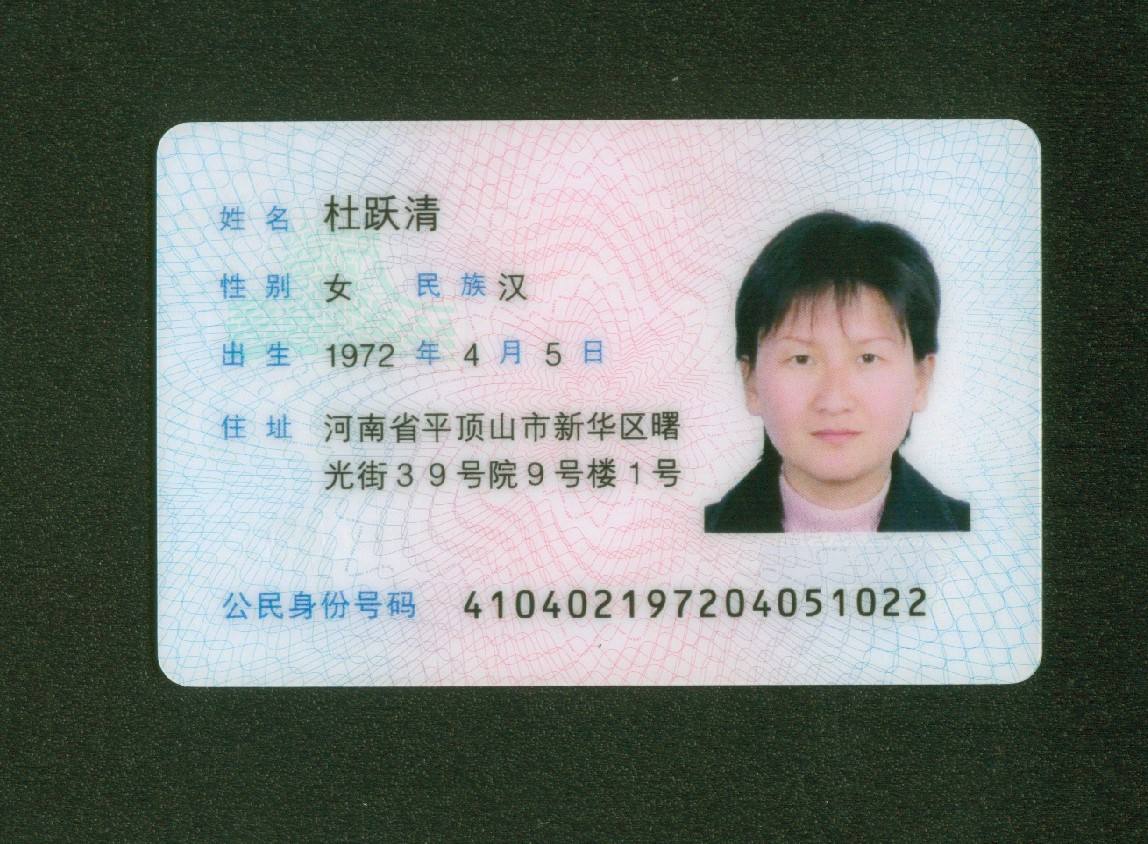 姓名 杜跃清
性别 女 民族 汉
出生 1972 年 4 月 5 日
住址 河南省平顶山市新华区曙
光街39号院9号楼1号
公民身份号码 410402197204051022